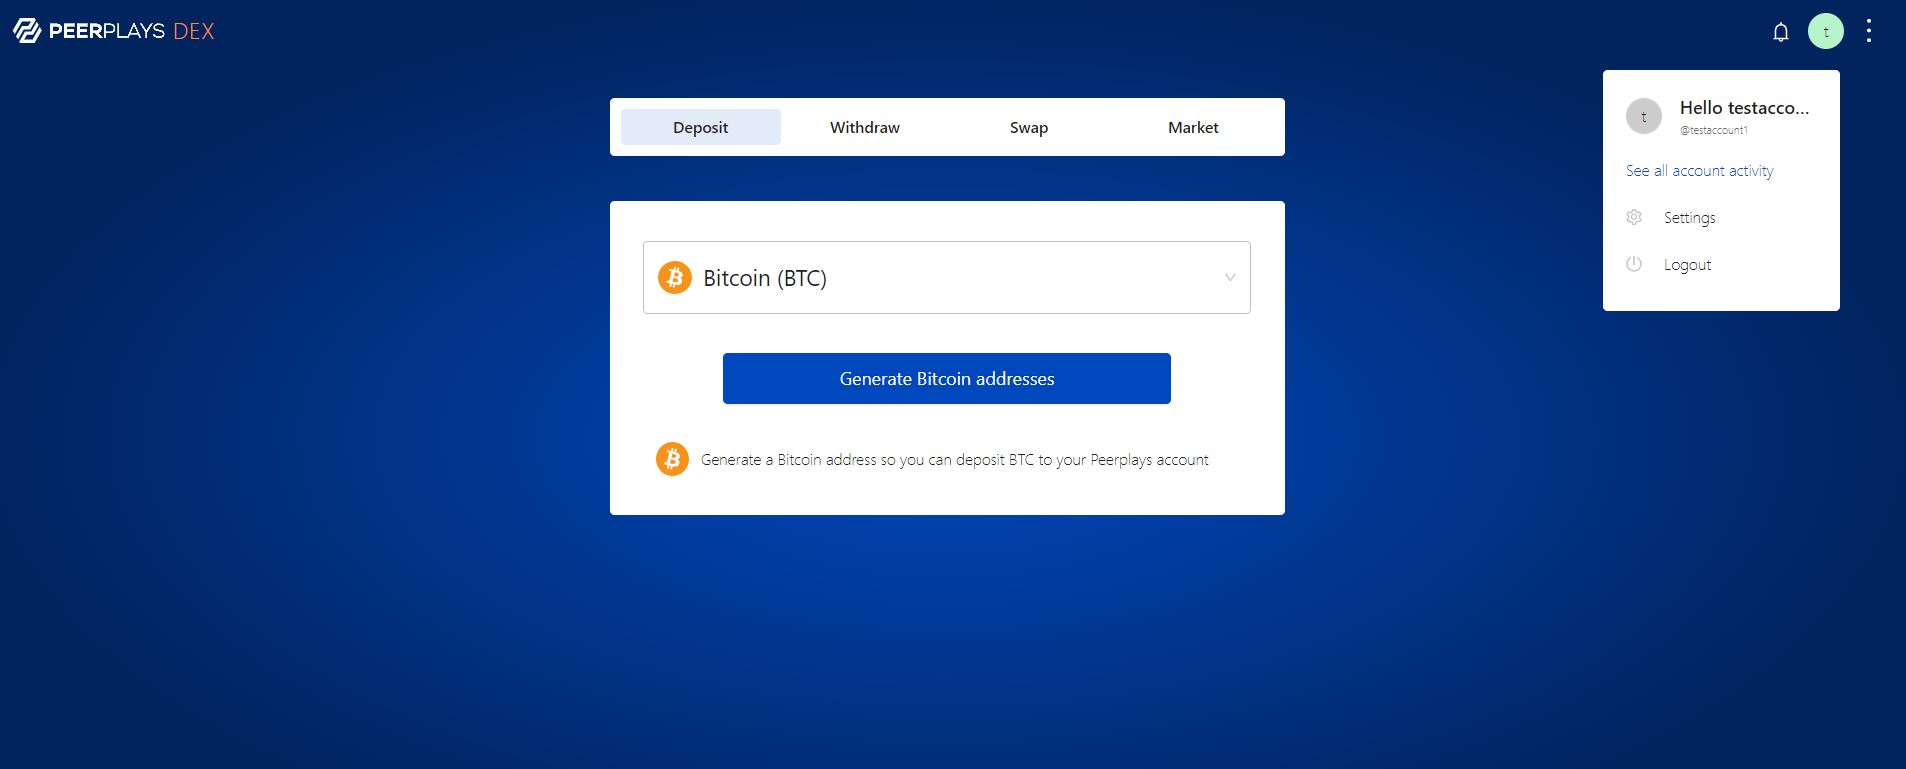 PEERPLAYS DEX
t
Deposit Withdraw Swap Market
t
Hello testacco...
@testaccount1
See all account activity
Settings
Logout
Bitcoin (BTC)
Generate Bitcoin addresses
Generate a Bitcoin address so you can deposit BTC to your Peerplays account